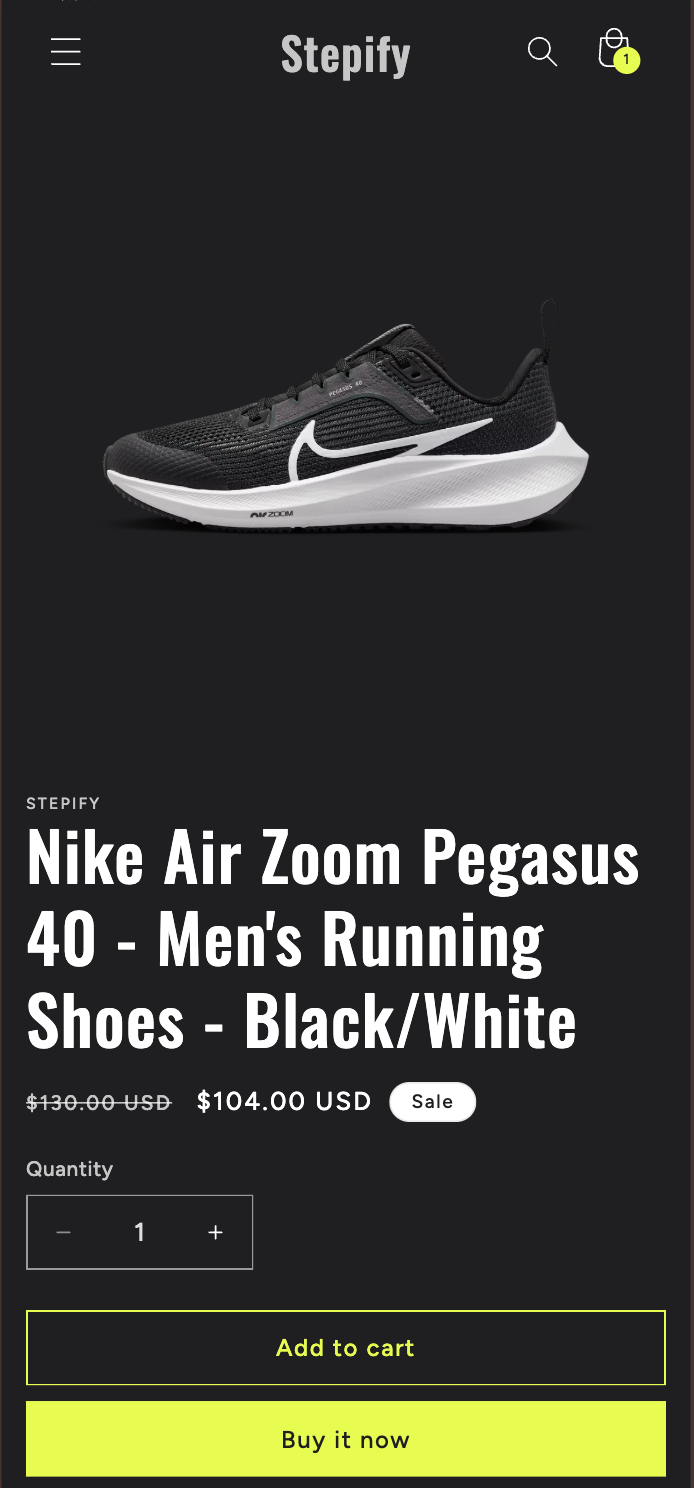 Stepify
1
PEGASUS 40
ZOOM
STEPIFY
Nike Air Zoom Pegasus
40 - Men's Running
Shoes - Black/White
$130.00 USD $104.00 USD Sale
Quantity
− 1 +
Add to cart
Buy it now